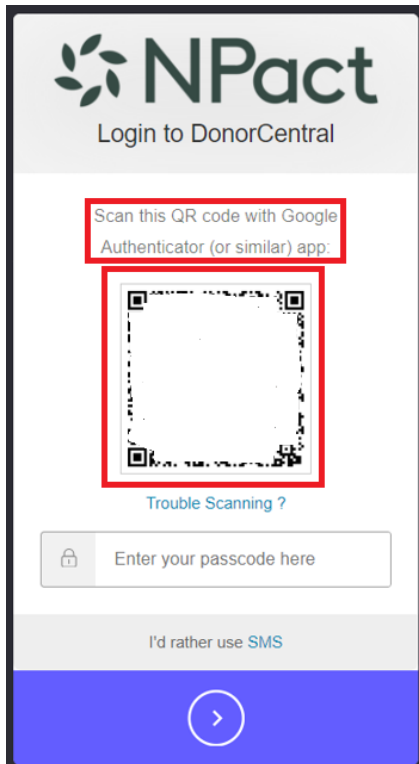 NPact
Login to DonorCentral
Scan this QR code with Google
Authenticator (or similar) app:
Trouble Scanning ?
Enter your passcode here
I'd rather use SMS